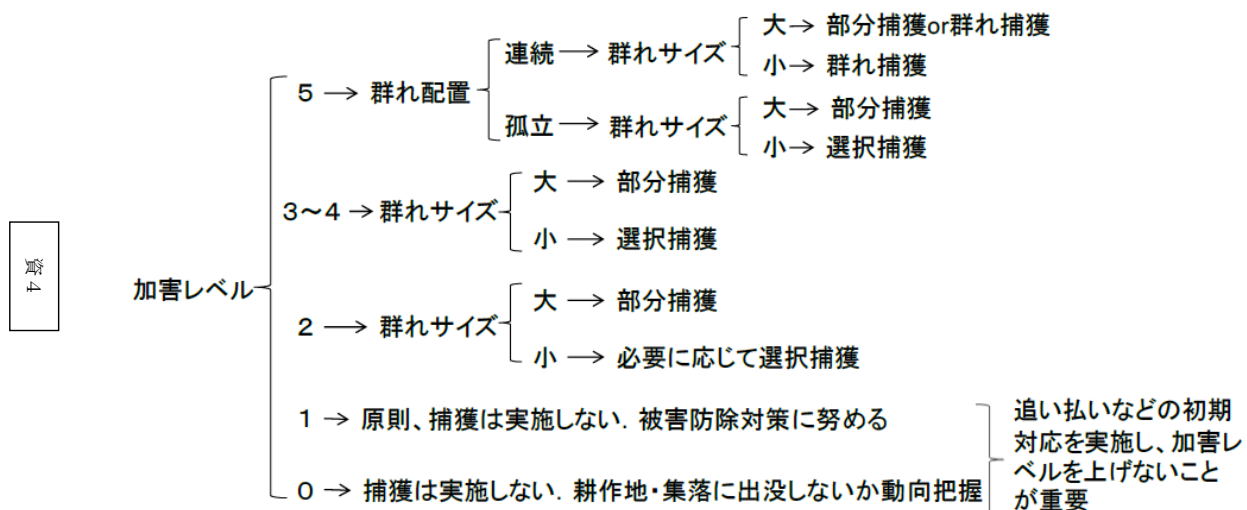 大→ 部分捕獲or群れ捕獲
連続 → 群れサイズ
小→ 群れ捕獲
5 → 群れ配置
大→ 部分捕獲
孤立 → 群れサイズ
小→ 選択捕獲
大 → 部分捕獲
3～4 → 群れサイズ
小 → 選択捕獲
資4
加害レベル
大 → 部分捕獲
2 → 群れサイズ
小 → 必要に応じて選択捕獲
1 → 原則、捕獲は実施しない．被害防除対策に努める
0 → 捕獲は実施しない．耕作地・集落に出没しないか動向把握
追い払いなどの初期
対応を実施し、加害レ
ベルを上げないこと
が重要